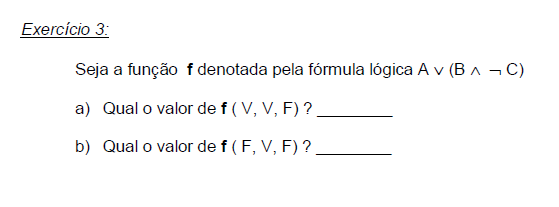 Exercício 3:
Seja a função f denotada pela fórmula lógica A ∨ (B ∧ ¬ C)
a) Qual o valor de f ( V, V, F) ? ________
b) Qual o valor de f ( F, V, F) ? ________